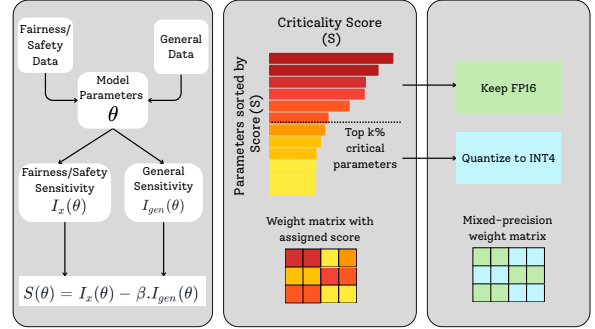 Fairness/
Safety
Data
General
Data
Model
Parameters
θ
Fairness/Safety
Sensitivity
I_x(θ)
General
Sensitivity
I_gen(θ)
S(θ) = I_x(θ) − β.I_gen(θ)
Criticality Score
(S)
Parameters sorted by
Score (S)
Top k%
critical
parameters
Weight matrix with
assigned score
Keep FP16
Quantize to INT4
Mixed-precision
weight matrix